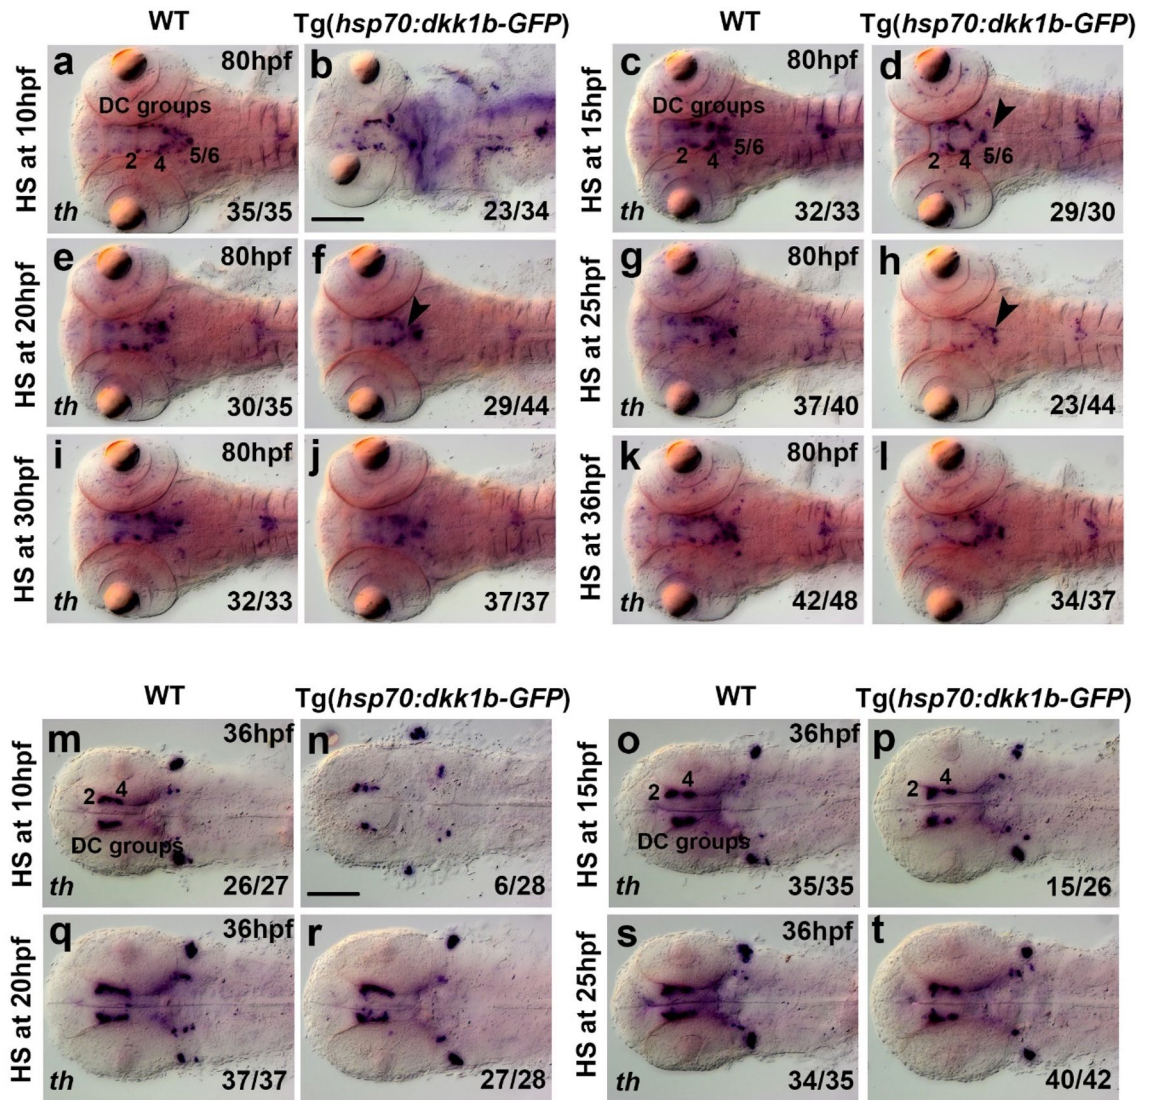 WT Tg(hsp70:dkk1b-GFP) WT Tg(hsp70:dkk1b-GFP)
HS at 10hpf
a 80hpf
DC groups
2 4 5/6
th 35/35
b
23/34
HS at 15hpf
c 80hpf
DC groups
2 4 5/6
th 32/33
d
2 4 5/6
29/30
HS at 20hpf
e 80hpf
th 30/35
f
29/44
HS at 25hpf
g 80hpf
th 37/40
h
23/44
HS at 30hpf
i 80hpf
th 32/33
j
37/37
HS at 36hpf
k 80hpf
th 42/48
l
34/37
WT Tg(hsp70:dkk1b-GFP) WT Tg(hsp70:dkk1b-GFP)
HS at 10hpf
m 36hpf
2 4
DC groups
th 26/27
n
6/28
HS at 15hpf
o 36hpf
2 4
DC groups
th 35/35
p
2 4
15/26
HS at 20hpf
q 36hpf
th 37/37
r
27/28
HS at 25hpf
s 36hpf
th 34/35
t
40/42